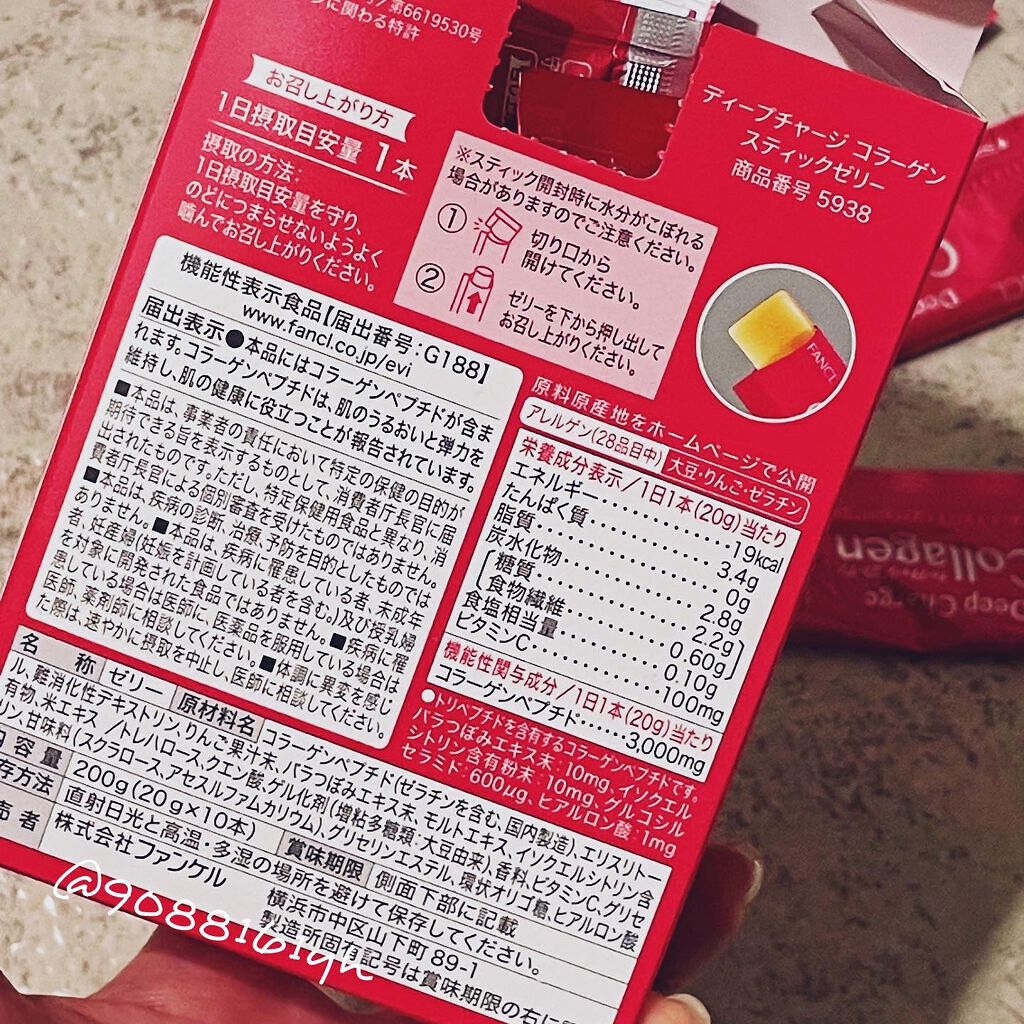 第6619530号
ンジに関わる特許
お召し上がり方
1日摂取目安量 1本
摂取の方法:
1日摂取目安量を守り、
のどにつまらせないようよく
噛んでお召し上がりください。
※スティック開封時に水分がこぼれる
場合がありますのでご注意ください。
① 切り口から
開けてください。
② ゼリーを下から押し出して
お召し上がりください。
ディープチャージ コラーゲン
スティックゼリー
商品番号 5938
FANCL
機能性表示食品【届出番号:G188】
www.fancl.co.jp/evi
届出表示●本品にはコラーゲンペプチドが含ま
れます。コラーゲンペプチドは、肌のうるおいと弾力を
維持し、肌の健康に役立つことが報告されています。
■本品は、事業者の責任において特定の保健の目的が
期待できる旨を表示するものとして、消費者庁長官に届
出されたものです。ただし、特定保健用食品と異なり、消
費者庁長官による個別審査を受けたものではありません。
■本品は、疾病の診断、治療、予防を目的としたものでは
ありません。■本品は、疾病に罹患している者、未成年
者、妊産婦(妊娠を計画している者を含む。)及び授乳婦
を対象に開発された食品ではありません。■疾病に罹
患している場合は医師に、医薬品を服用している場合は
医師、薬剤師に相談してください。■体調に異変を感じ
た際は、速やかに摂取を中止し、医師に相談してください。
原料原産地をホームページで公開
アレルゲン(28品目中) 大豆・りんご・ゼラチン
栄養成分表示/1日1本(20g)当たり
エネルギー……19kcal
たんぱく質……3.4g
脂質……0g
炭水化物……2.8g
糖質……2.2g
食物繊維……0.60g
食塩相当量……0.10g
ビタミンC……100mg
機能性関与成分/1日1本(20g)当たり
コラーゲンペプチド……3,000mg
●トリペプチドを含有するコラーゲンペプチドです。
バラつぼみエキス末:10mg、イソクエル
シトリン含有粉末:10mg、グルコシル
セラミド:600μg、ヒアルロン酸:1mg
名 称 ゼリー 原材料名 コラーゲンペプチド(ゼラチンを含む、国内製造)、エリスリトー
ル、難消化性デキストリン、りんご果汁末、バラつぼみエキス末、モルトエキス、イソクエルシトリン含
有物、米エキス/トレハロース、クエン酸、ゲル化剤(増粘多糖類:大豆由来)、香料、ビタミンC、グリセ
リン、甘味料(スクラロース、アセスルファムカリウム)、グリセリンエステル、環状オリゴ糖、ヒアルロン酸
内容量 200g(20g×10本) 賞味期限 側面下部に記載
存方法 直射日光と高温・多湿の場所を避けて保存してください。
売者 株式会社ファンケル 横浜市中区山下町89-1
製造所固有記号は賞味期限の右に
Deep Charge
Collagen